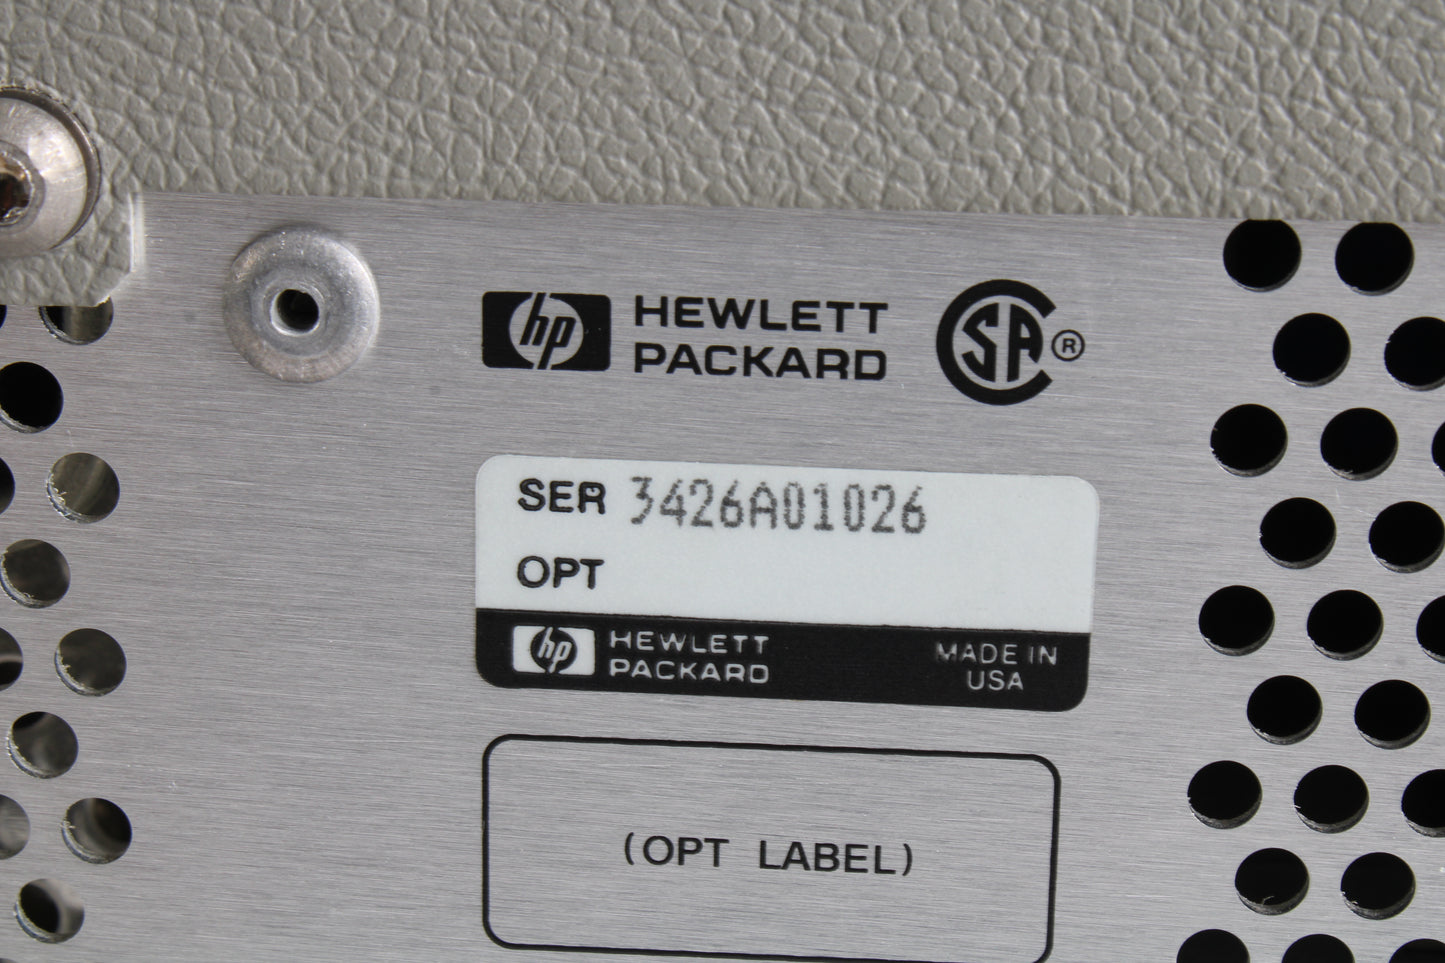 hp HEWLETT
PACKARD
SA ®
SER 3426A01026
OPT
hp HEWLETT
PACKARD
MADE IN
USA
(OPT LABEL)